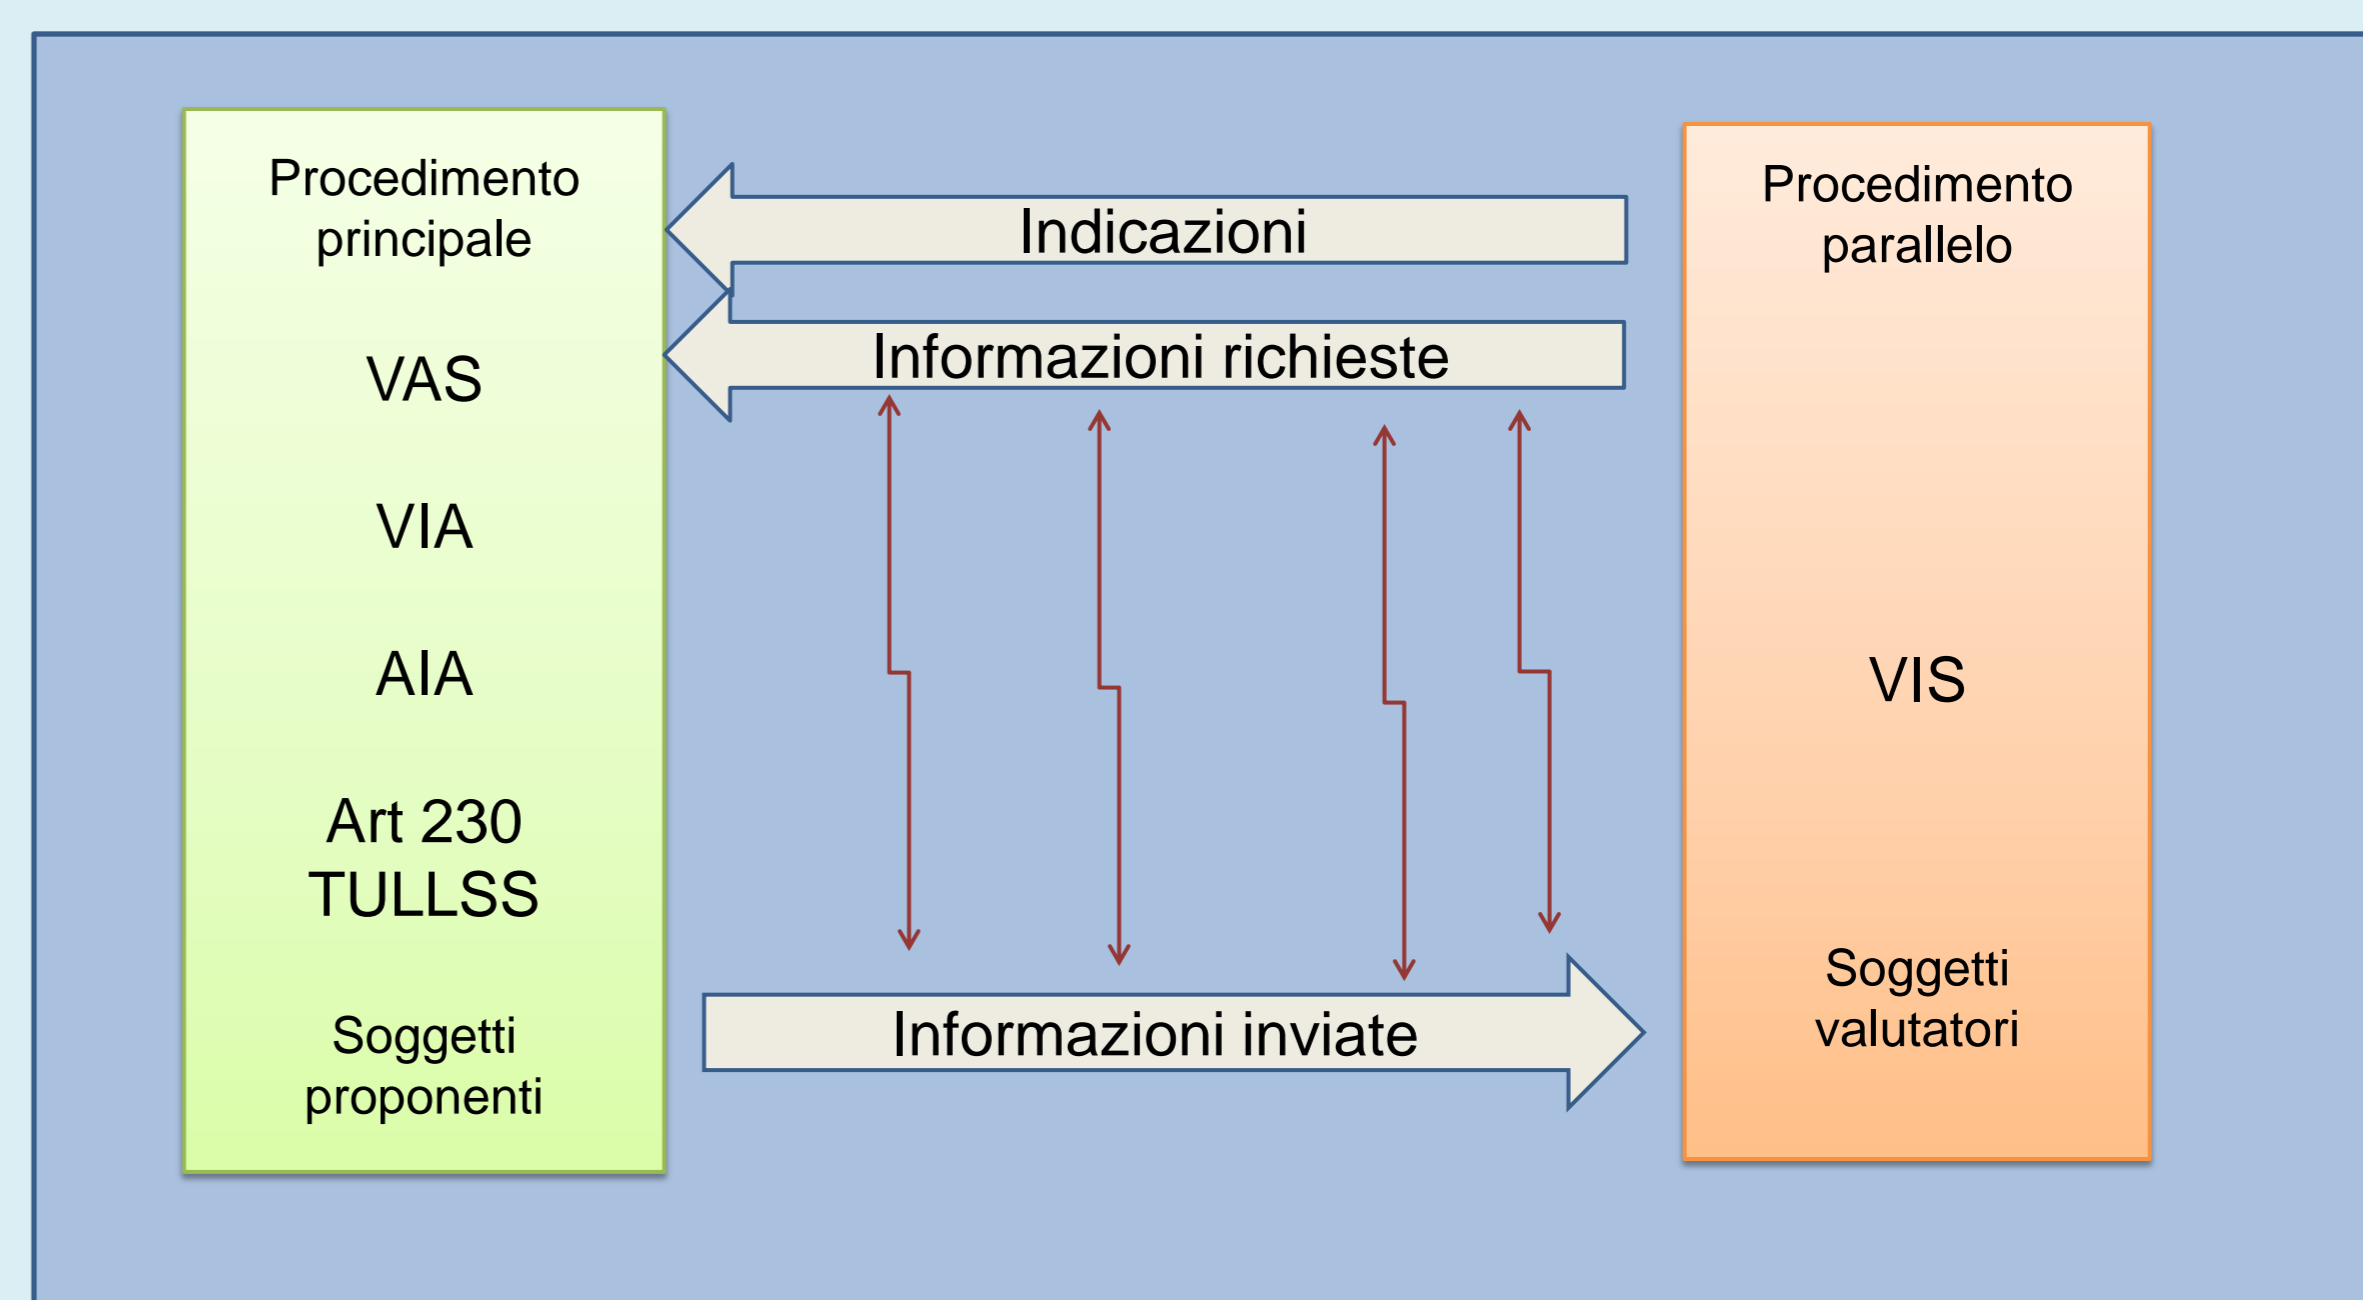 Procedimento
principale
VAS
VIA
AIA
Art 230
TULLSS
Soggetti
proponenti
Indicazioni
Informazioni richieste
Informazioni inviate
Procedimento
parallelo
VIS
Soggetti
valutatori